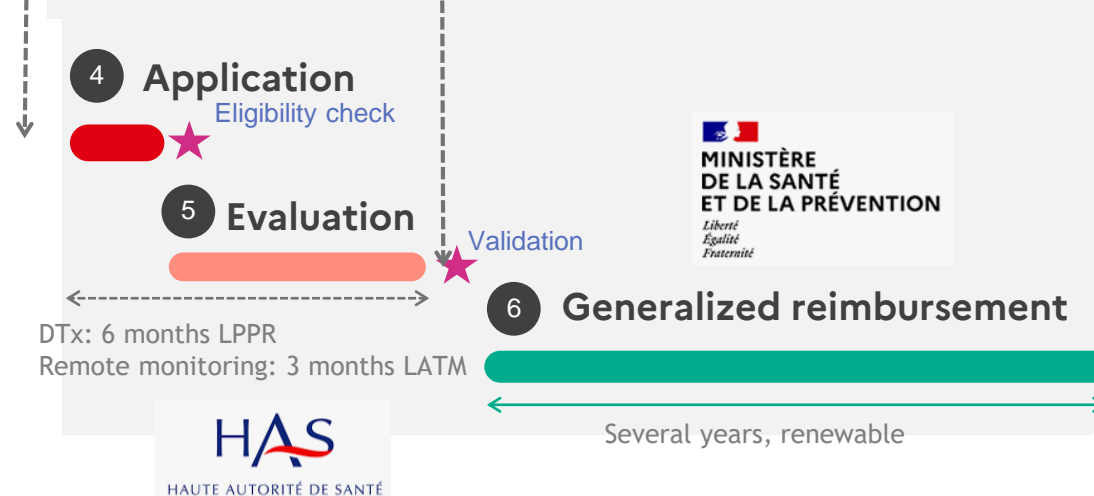 4 Application
Eligibility check
5 Evaluation
Validation
MINISTÈRE
DE LA SANTÉ
ET DE LA PRÉVENTION
Liberté
Égalité
Fraternité
6 Generalized reimbursement
DTx: 6 months LPPR
Remote monitoring: 3 months LATM
Several years, renewable
HAS
HAUTE AUTORITÉ DE SANTÉ